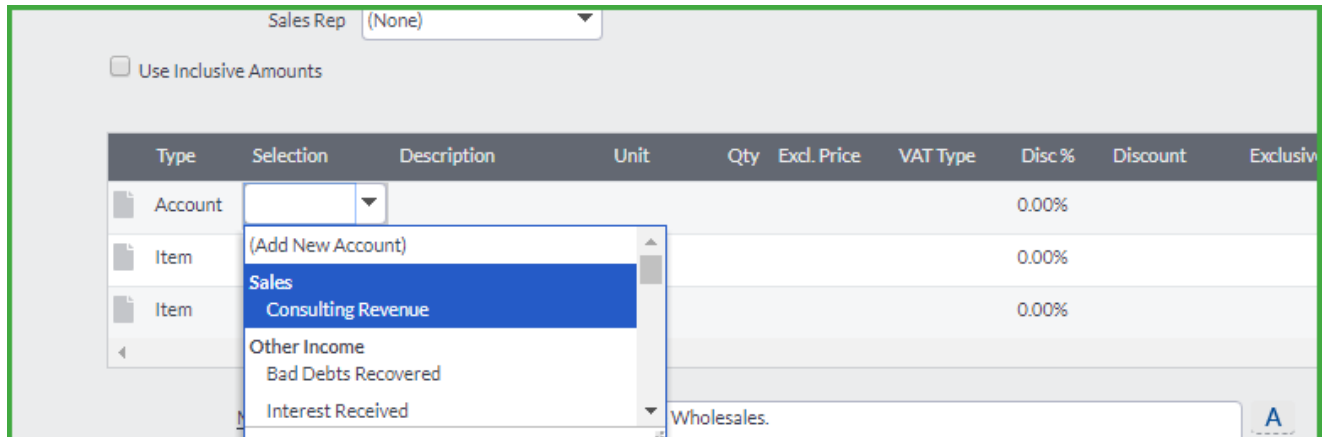 Sales Rep (None)
Use Inclusive Amounts
Type Selection Description Unit Qty Excl. Price VAT Type Disc % Discount
Account 0.00%
(Add New Account)
Item 0.00%
Sales
Consulting Revenue
Item 0.00%
Other Income
Bad Debts Recovered
Interest Received
Wholesales.
A